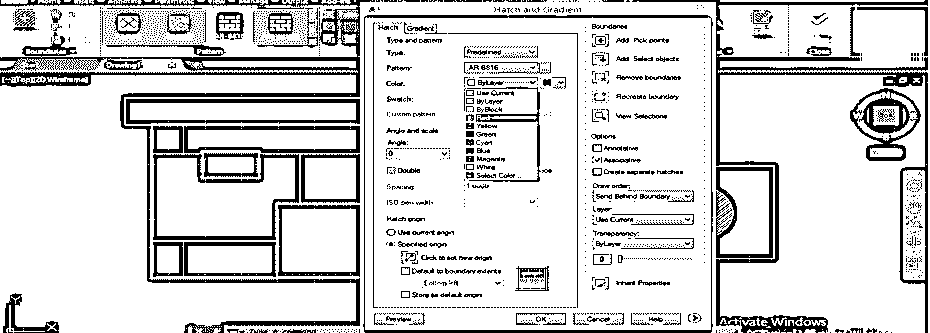 Hatch and Gradient
Hatch Gradient
Type and pattern
Type: Predefined
Pattern: AR-B816
Color: ByLayer
Swatch:
Custom pattern
Use Current
ByLayer
ByBlock
Red
Yellow
Green
Cyan
Blue
Magenta
White
Select Color...
Angle and scale
Angle:
0
Double
Spacing
1
ISO pen width
Hatch origin
Use current origin
Specified origin
Click to set new origin
Default to boundary extents
Bottom left
Store as default origin
Boundaries
Add: Pick points
Add: Select objects
Remove boundaries
Recreate boundary
View Selections
Options
Annotative
Associative
Create separate hatches
Draw order:
Send Behind Boundary
Layer:
Use Current
Transparency:
ByLayer
0
Inherit Properties
Preview
OK
Cancel
Help
Boundaries
Pattern
[-][Top][2D Wireframe]
Activate Windows